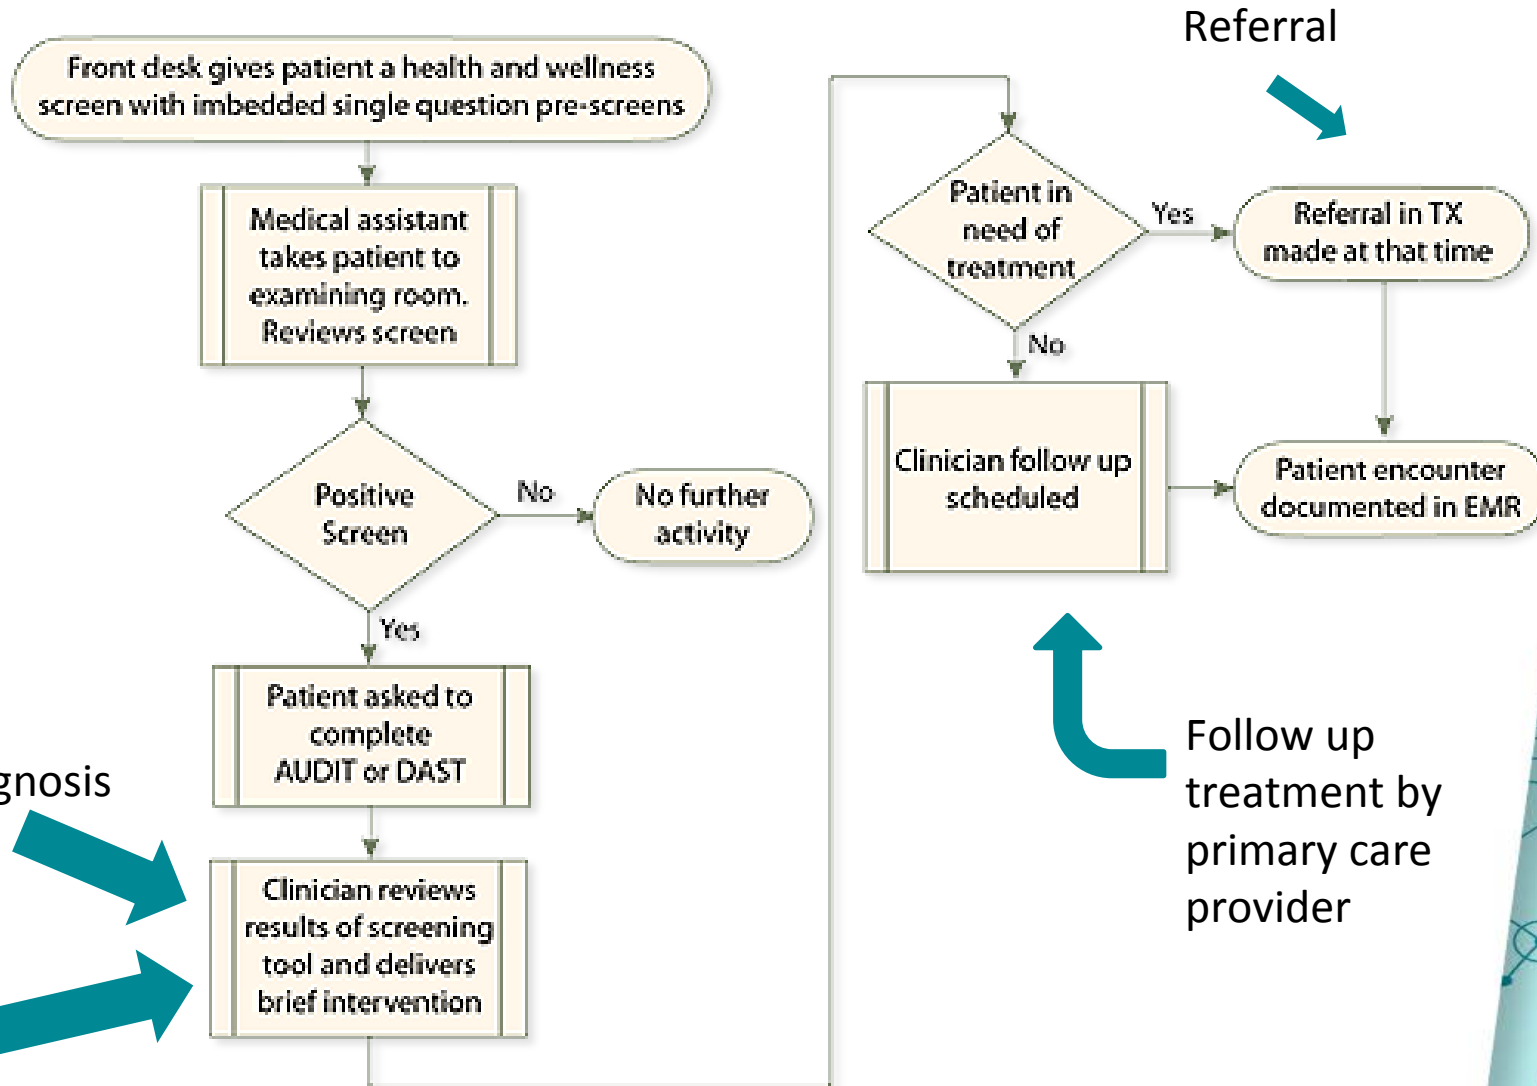 Front desk gives patient a health and wellness
screen with imbedded single question pre-screens
Medical assistant
takes patient to
examining room.
Reviews screen
Positive
Screen
No
No further
activity
Yes
Patient asked to
complete
AUDIT or DAST
gnosis
Clinician reviews
results of screening
tool and delivers
brief intervention
Referral
Patient in
need of
treatment
Yes
Referral in TX
made at that time
No
Clinician follow up
scheduled
Patient encounter
documented in EMR
Follow up
treatment by
primary care
provider